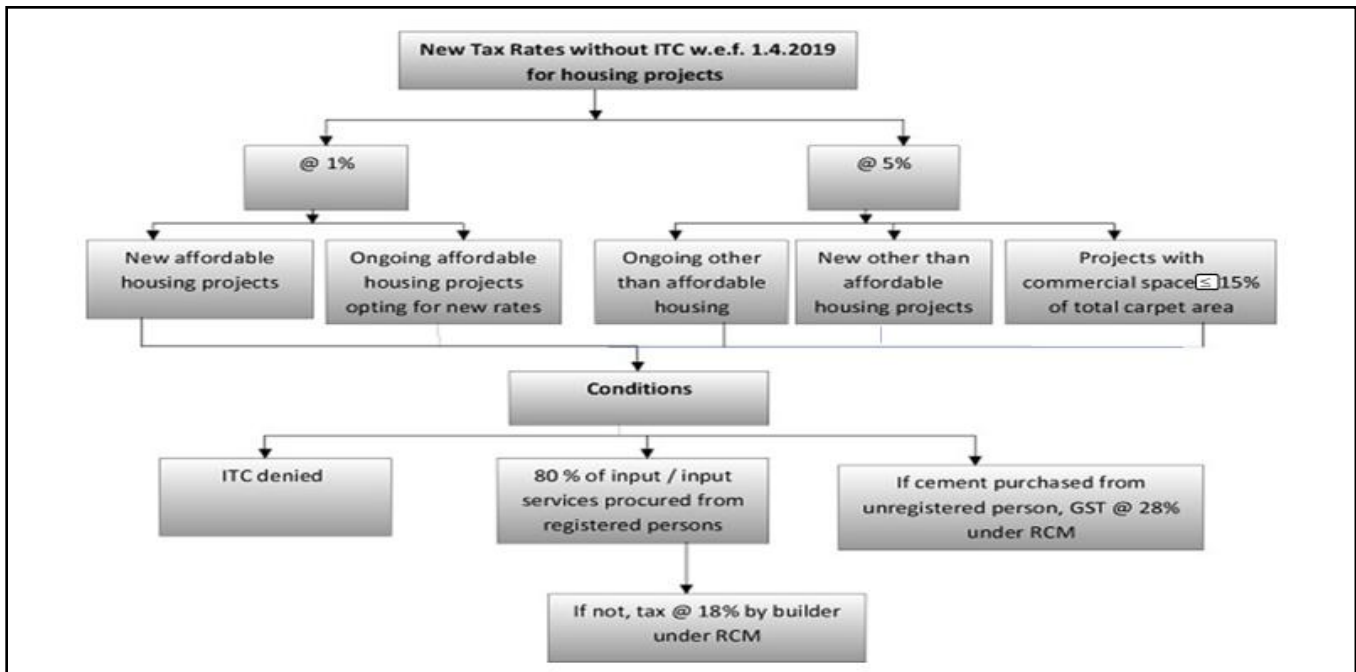 New Tax Rates without ITC w.e.f. 1.4.2019
for housing projects
@ 1%
@ 5%
New affordable
housing projects
Ongoing affordable
housing projects
opting for new rates
Ongoing other
than affordable
housing
New other than
affordable
housing projects
Projects with
commercial space ≤ 15%
of total carpet area
Conditions
ITC denied
80 % of input / input
services procured from
registered persons
If cement purchased from
unregistered person, GST @ 28%
under RCM
If not, tax @ 18% by builder
under RCM